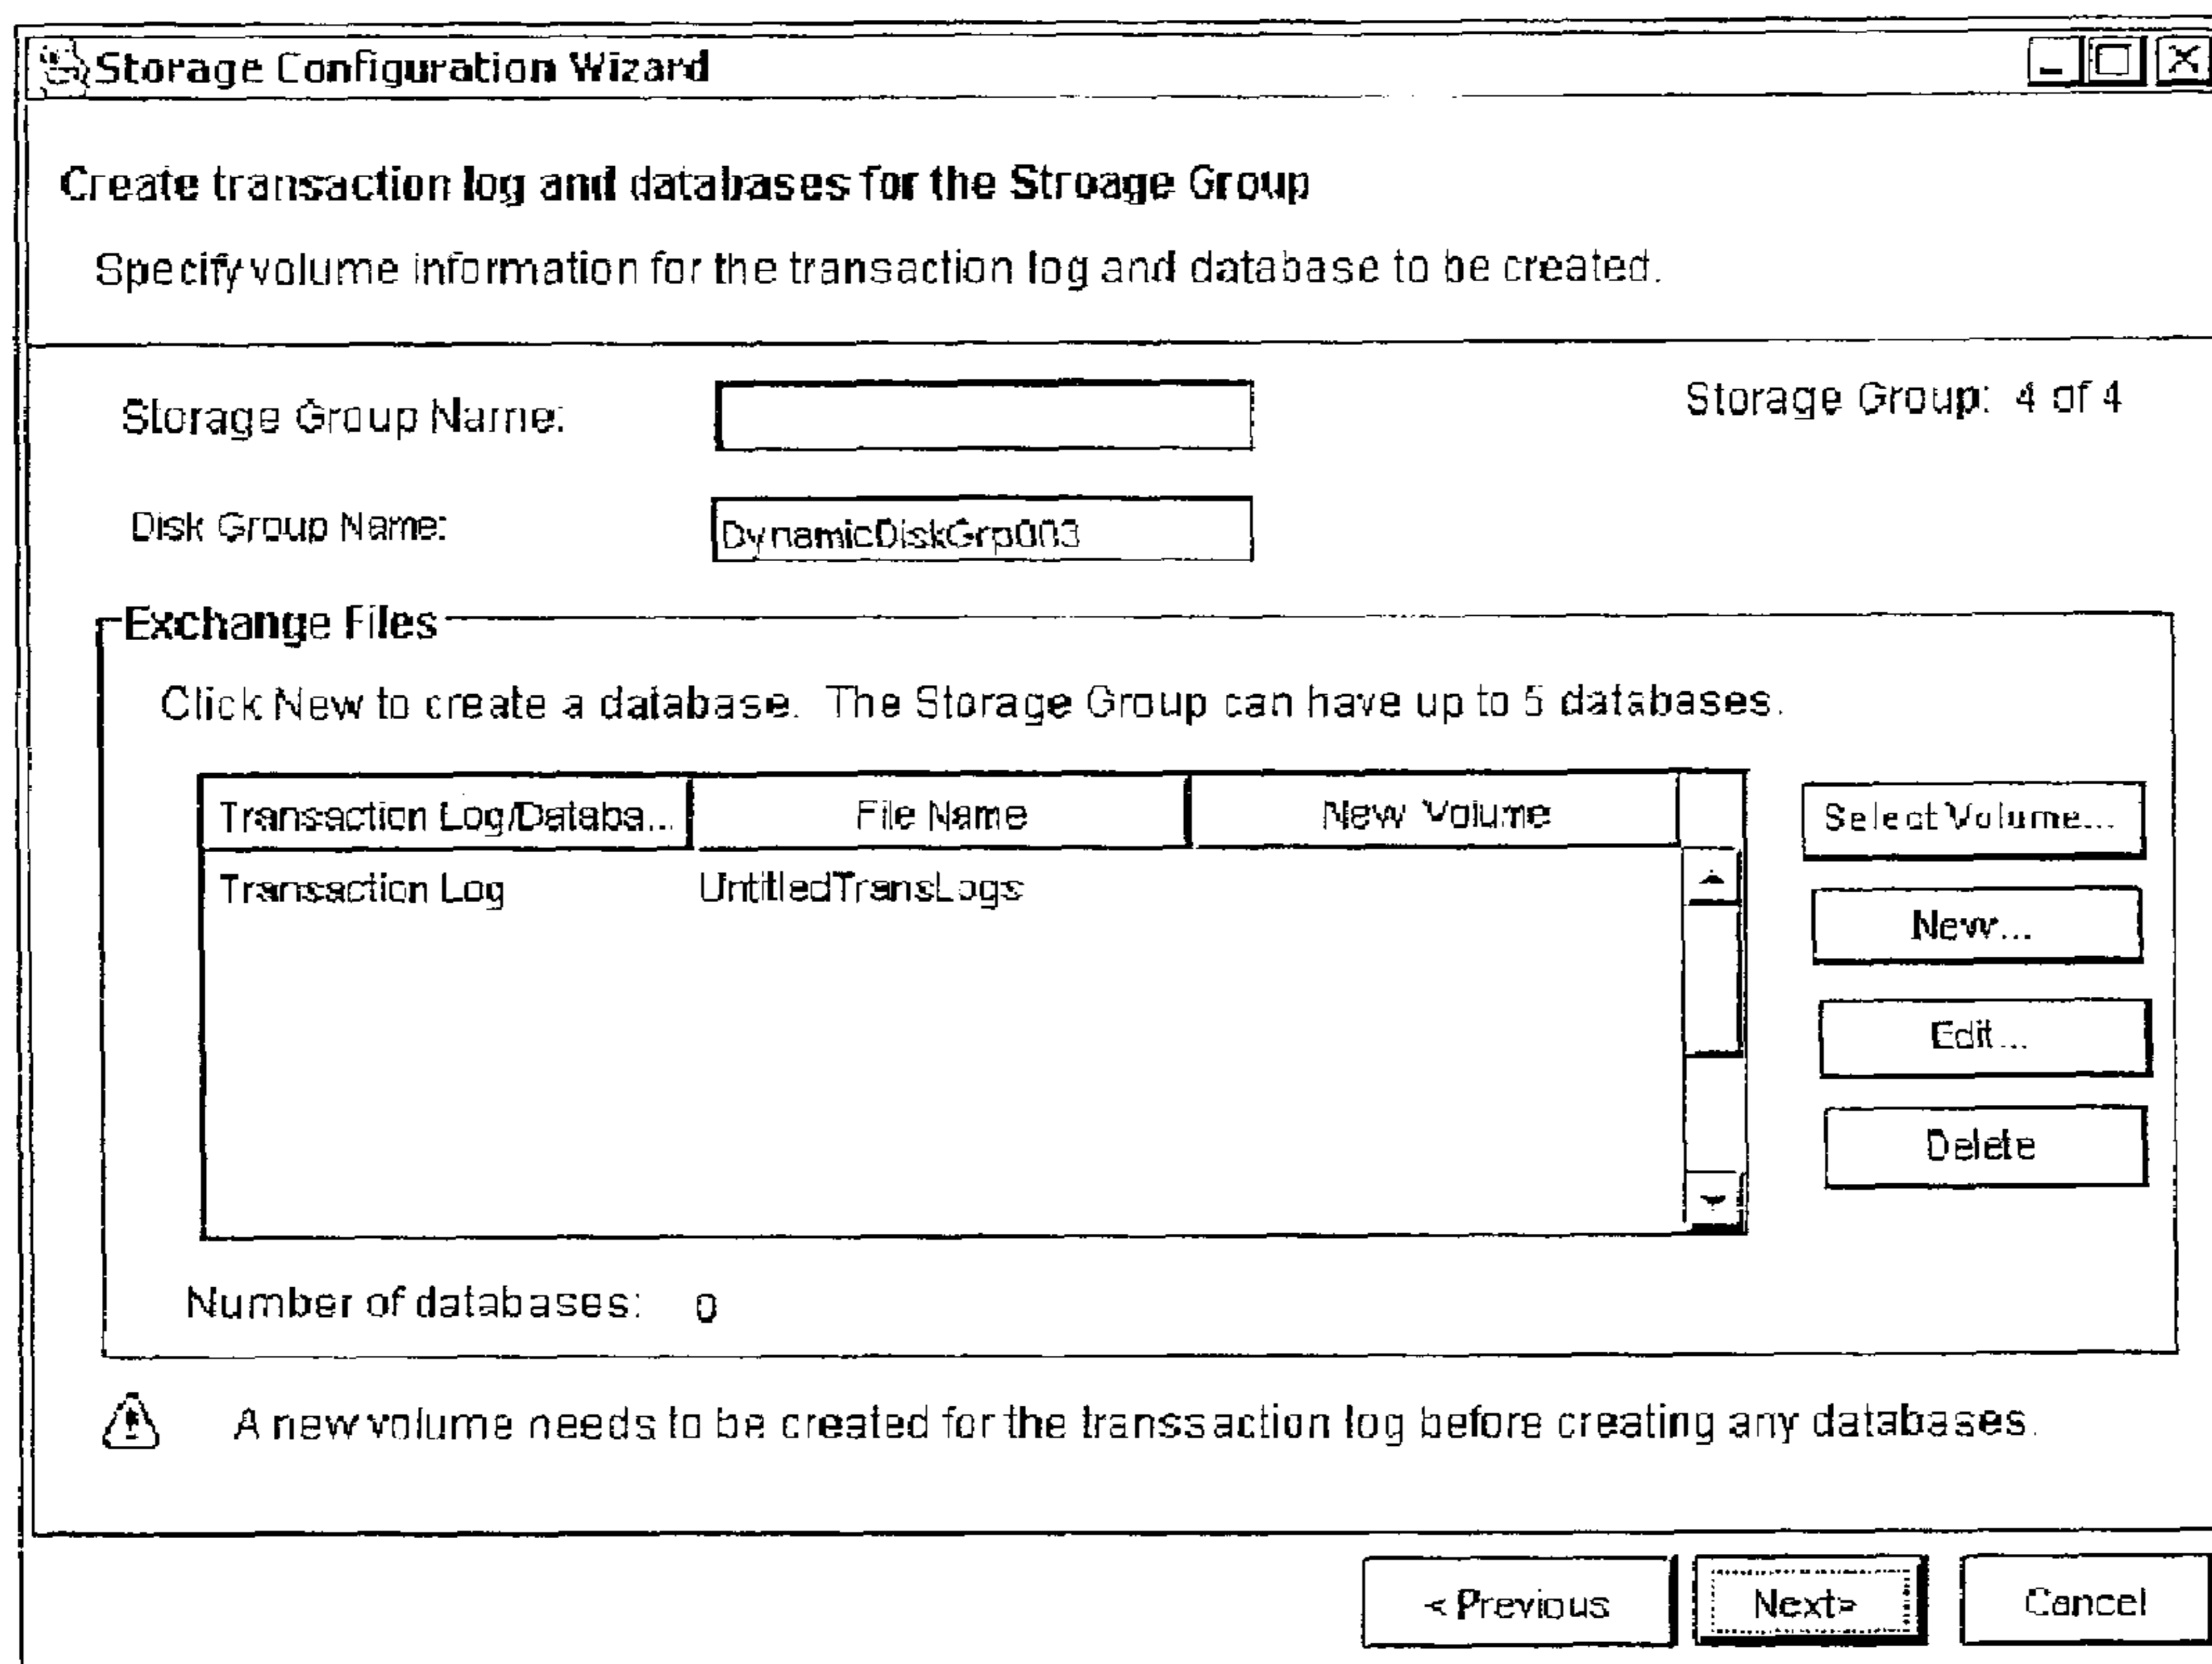 Storage Configuration Wizard
Create transaction log and databases for the Stroage Group
Specify volume information for the transaction log and database to be created.
Storage Group Name:
Storage Group: 4 of 4
Disk Group Name:
DynamicDiskGrp003
Exchange Files
Click New to create a database. The Storage Group can have up to 5 databases.
Transaction Log/Databa... File Name New Volume
Select Volume...
Transaction Log UntitledTransLogs
New...
Edit...
Delete
Number of databases: 0
A new volume needs to be created for the transsaction log before creating any databases.
< Previous Next> Cancel